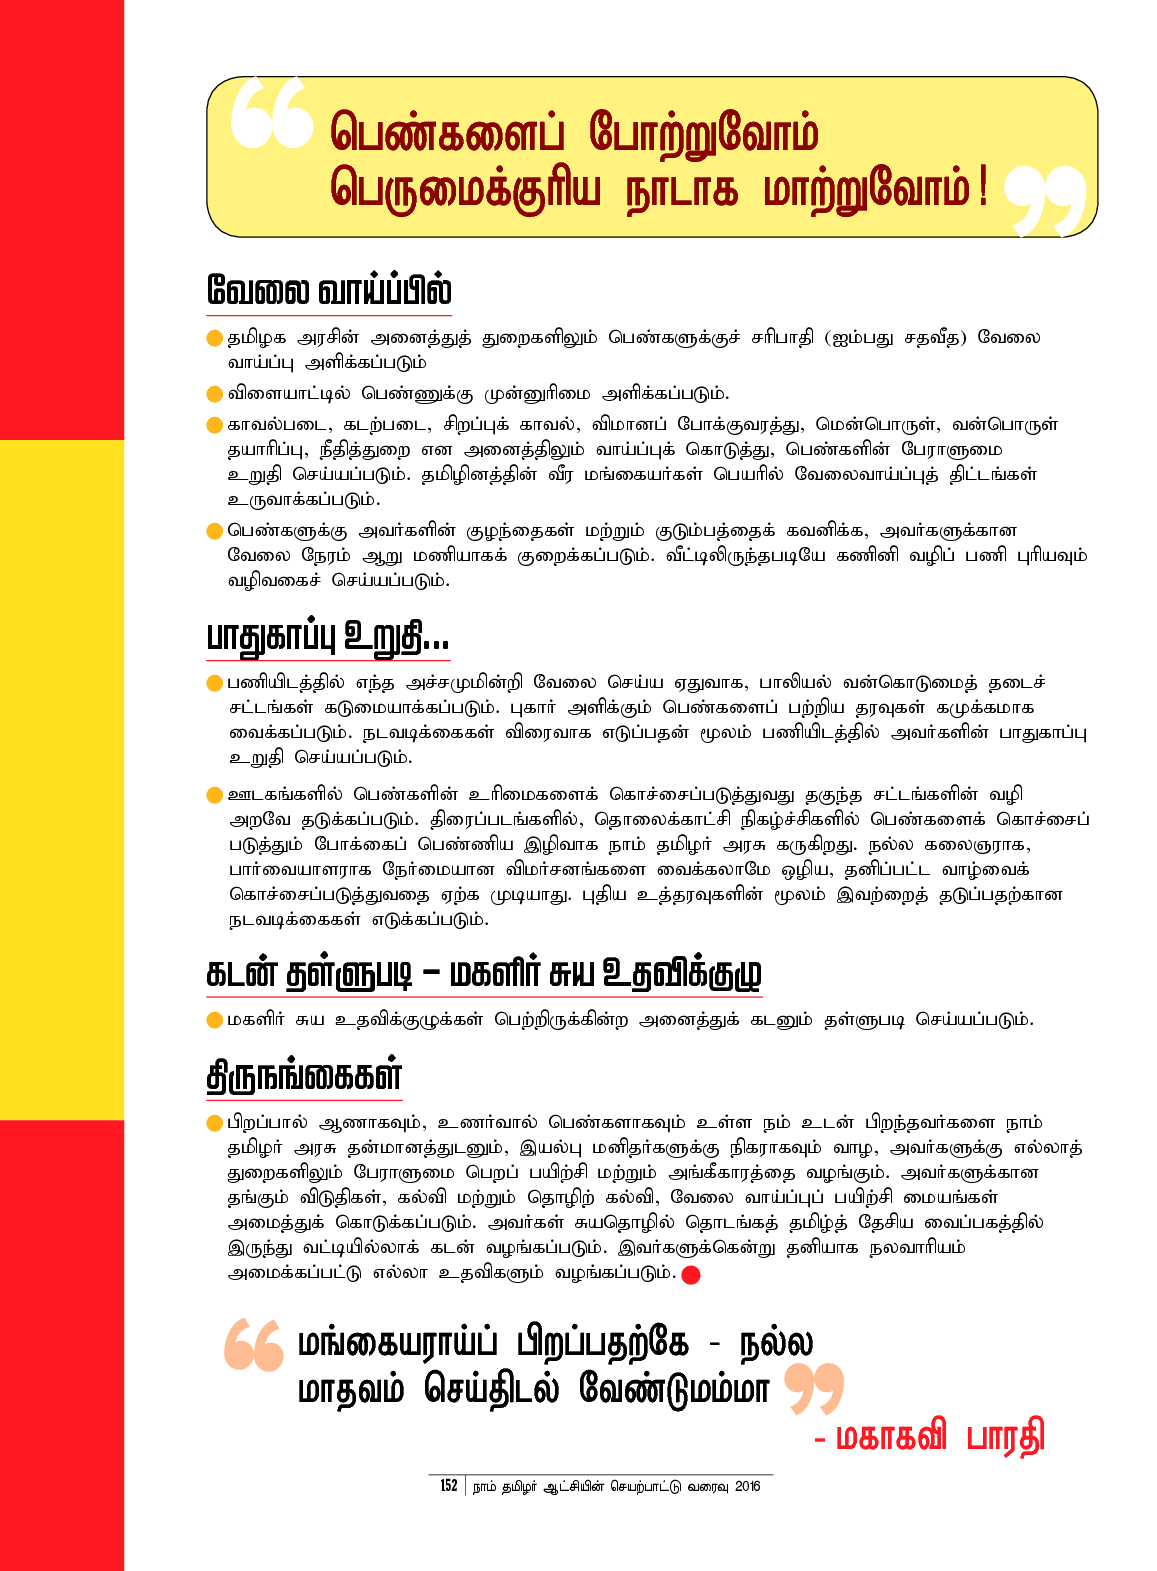 பெண்களைப் போற்றுவோம்
பெருமைக்குரிய நாடாக மாற்றுவோம்!
வேலை வாய்ப்பில்
தமிழக அரசின் அனைத்துத் துறைகளிலும் பெண்களுக்குச் சரிபாதி (ஐம்பது சதவீத) வேலை
வாய்ப்பு அளிக்கப்படும்
விளையாட்டில் பெண்ணுக்கு முன்னுரிமை அளிக்கப்படும்.
காவல்படை, கடற்படை, சிறப்புக் காவல், விமானப் போக்குவரத்து, மென்பொருள், வன்பொருள்
தயாரிப்பு, நீதித்துறை என அனைத்திலும் வாய்ப்புக் கொடுத்து, பெண்களின் பேராளுமை
உறுதி செய்யப்படும். தமிழினத்தின் வீர மங்கையர்கள் பெயரில் வேலைவாய்ப்புத் திட்டங்கள்
உருவாக்கப்படும்.
பெண்களுக்கு அவர்களின் குழந்தைகள் மற்றும் குடும்பத்தைக் கவனிக்க, அவர்களுக்கான
வேலை நேரம் ஆறு மணியாகக் குறைக்கப்படும். வீட்டிலிருந்தபடியே கணினி வழிப் பணி புரியவும்
வழிவகைச் செய்யப்படும்.
பாதுகாப்பு உறுதி...
பணியிடத்தில் எந்த அச்சமுமின்றி வேலை செய்ய ஏதுவாக, பாலியல் வன்கொடுமைத் தடைச்
சட்டங்கள் கடுமையாக்கப்படும். புகார் அளிக்கும் பெண்களைப் பற்றிய தரவுகள் கமுக்கமாக
வைக்கப்படும். நடவடிக்கைகள் விரைவாக எடுப்பதன் மூலம் பணியிடத்தில் அவர்களின் பாதுகாப்பு
உறுதி செய்யப்படும்.
ஊடகங்களில் பெண்களின் உரிமைகளைக் கொச்சைப்படுத்துவது தகுந்த சட்டங்களின் வழி
அறவே தடுக்கப்படும். திரைப்படங்களில், தொலைக்காட்சி நிகழ்ச்சிகளில் பெண்களைக் கொச்சைப்
படுத்தும் போக்கைப் பெண்ணிய இழிவாக நாம் தமிழர் அரசு கருகிறது. நல்ல கலைஞராக,
பார்வையாளராக நேர்மையான விமர்சனங்களை வைக்கலாமே ஒழிய, தனிப்பட்ட வாழ்வைக்
கொச்சைப்படுத்துவதை ஏற்க முடியாது. புதிய உத்தரவுகளின் மூலம் இவற்றைத் தடுப்பதற்கான
நடவடிக்கைகள் எடுக்கப்படும்.
கடன் தள்ளுபடி – மகளிர் சுய உதவிக்குழு
மகளிர் சுய உதவிக்குழுக்கள் பெற்றிருக்கின்ற அனைத்துக் கடனும் தள்ளுபடி செய்யப்படும்.
திருநங்கைகள்
பிறப்பால் ஆணாகவும், உணர்வால் பெண்களாகவும் உள்ள நம் உடன் பிறந்தவர்களை நாம்
தமிழர் அரசு தன்மானத்துடனும், இயல்பு மனிதர்களுக்கு நிகராகவும் வாழ, அவர்களுக்கு எல்லாத்
துறைகளிலும் பேராளுமை பெறப் பயிற்சி மற்றும் அங்கீகாரத்தை வழங்கும். அவர்களுக்கான
தங்கும் விடுதிகள், கல்வி மற்றும் தொழிற் கல்வி, வேலை வாய்ப்புப் பயிற்சி மையங்கள்
அமைத்துக் கொடுக்கப்படும். அவர்கள் சுயதொழில் தொடங்கத் தமிழ்த் தேசிய வைப்பகத்தில்
இருந்து வட்டியில்லாக் கடன் வழங்கப்படும். இவர்களுக்கென்று தனியாக நலவாரியம்
அமைக்கப்பட்டு எல்லா உதவிகளும் வழங்கப்படும்.
மங்கையராய்ப் பிறப்பதற்கே - நல்ல
மாதவம் செய்திடல் வேண்டுமம்மா
- மகாகவி பாரதி
152 நாம் தமிழர் ஆட்சியின் செயற்பாட்டு வரைவு 2016